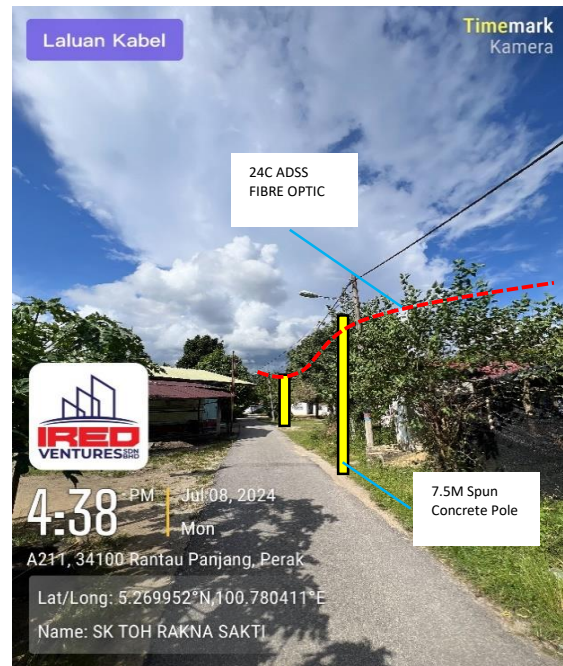 Laluan Kabel
Timemark
Kamera
24C ADSS
FIBRE OPTIC
IRED
VENTURES SDN BHD
7.5M Spun
Concrete Pole
4:38 PM
Jul 08, 2024
Mon
A211, 34100 Rantau Panjang, Perak
Lat/Long: 5.269952°N,100.780411°E
Name: SK TOH RAKNA SAKTI